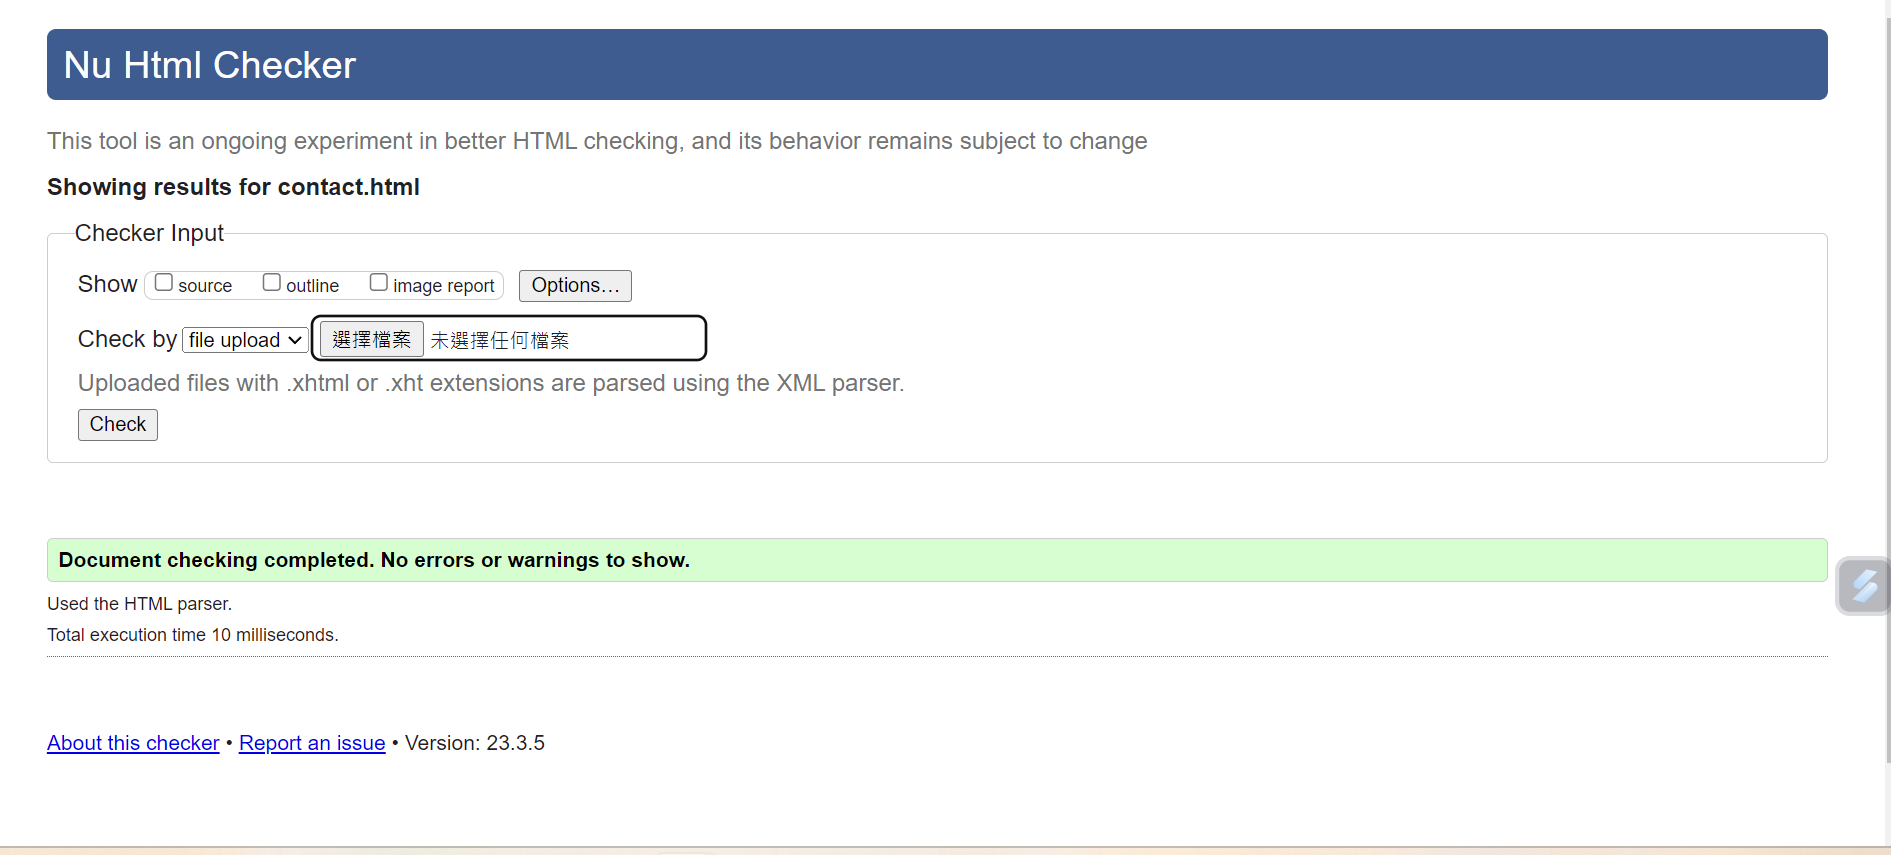 Nu Html Checker
This tool is an ongoing experiment in better HTML checking, and its behavior remains subject to change
Showing results for contact.html
Checker Input
Show source outline image report Options...
Check by file upload 選擇檔案 未選擇任何檔案
Uploaded files with .xhtml or .xht extensions are parsed using the XML parser.
Check
Document checking completed. No errors or warnings to show.
Used the HTML parser.
Total execution time 10 milliseconds.
About this checker • Report an issue • Version: 23.3.5